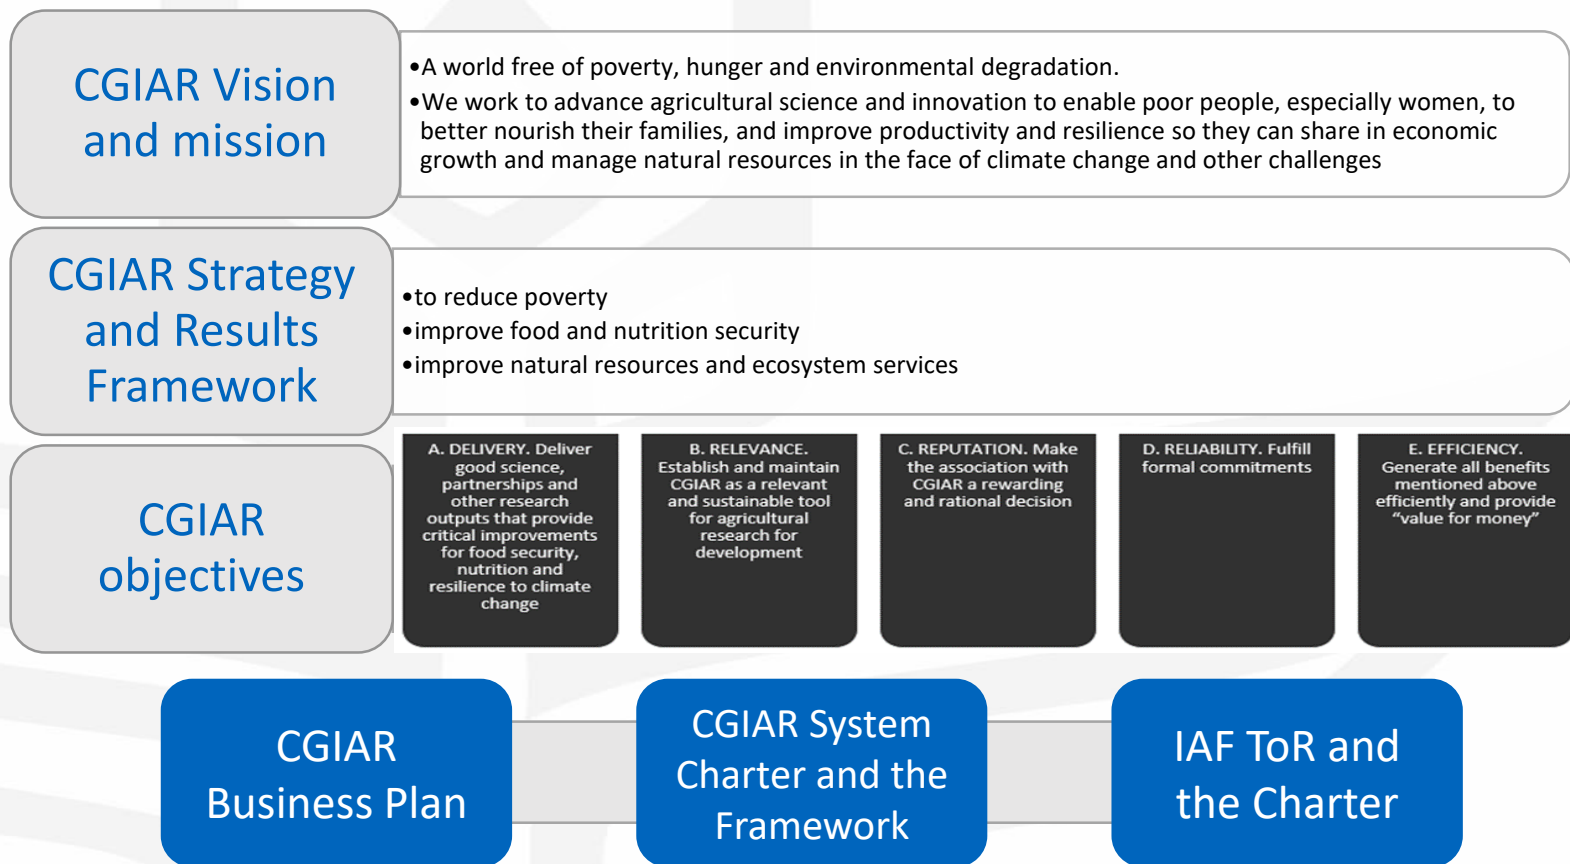 CGIAR Vision
and mission
•A world free of poverty, hunger and environmental degradation.
•We work to advance agricultural science and innovation to enable poor people, especially women, to
better nourish their families, and improve productivity and resilience so they can share in economic
growth and manage natural resources in the face of climate change and other challenges
CGIAR Strategy
and Results
Framework
•to reduce poverty
•improve food and nutrition security
•improve natural resources and ecosystem services
CGIAR
objectives
A. DELIVERY. Deliver
good science,
partnerships and
other research
outputs that provide
critical improvements
for food security,
nutrition and
resilience to climate
change
B. RELEVANCE.
Establish and maintain
CGIAR as a relevant
and sustainable tool
for agricultural
research for
development
C. REPUTATION. Make
the association with
CGIAR a rewarding
and rational decision
D. RELIABILITY. Fulfill
formal commitments
E. EFFICIENCY.
Generate all benefits
mentioned above
efficiently and provide
“value for money”
CGIAR
Business Plan
CGIAR System
Charter and the
Framework
IAF ToR and
the Charter